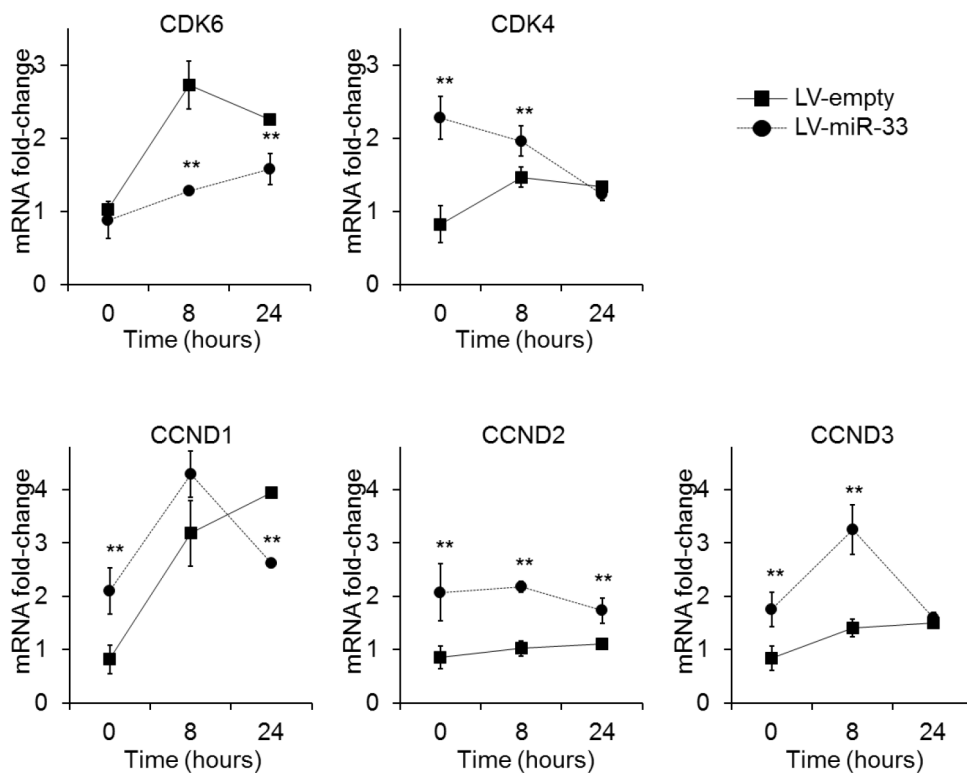 CDK6
mRNA fold-change
3
**
2
**
1
0
0 8 24
Time (hours)
CDK4
mRNA fold-change
3
**
**
2
1
0
0 8 24
Time (hours)
LV-empty
LV-miR-33
CCND1
mRNA fold-change
4
3
**
**
2
1
0
0 8 24
Time (hours)
CCND2
mRNA fold-change
4
3
**
**
**
2
1
0
0 8 24
Time (hours)
CCND3
mRNA fold-change
4
**
3
**
2
1
0
0 8 24
Time (hours)